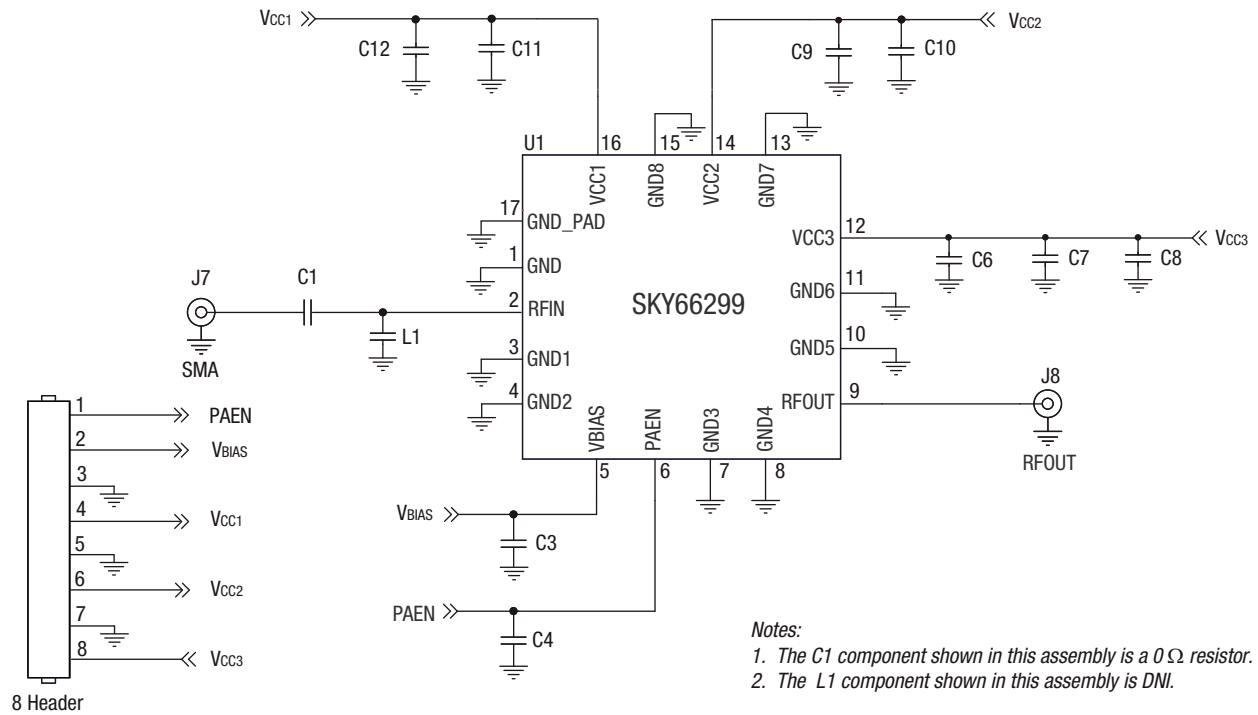 VCC1
VCC2
C12
C11
C9
C10
U1
16
15
14
13
VCC1
GND8
VCC2
GND7
17
GND_PAD
VCC3
12
VCC3
1
GND
C6
C7
C8
J7
C1
2
RFIN
SKY66299
GND6
11
L1
SMA
3
GND1
GND5
10
4
GND2
RFOUT
9
J8
RFOUT
VBIAS
PAEN
GND3
GND4
5
6
7
8
1
PAEN
2
VBIAS
3
4
VCC1
5
6
VCC2
7
8
VCC3
8 Header
VBIAS
C3
PAEN
C4
Notes:
1. The C1 component shown in this assembly is a 0 Ω resistor.
2. The L1 component shown in this assembly is DNI.